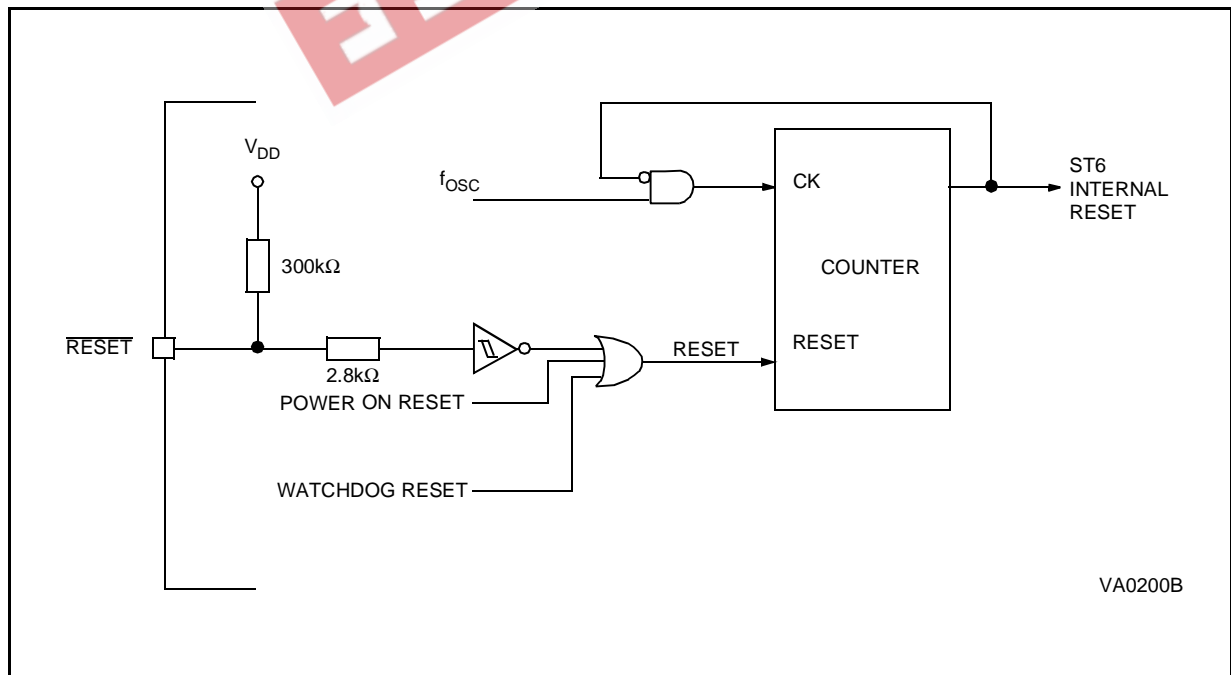 V_DD
f_OSC
CK
ST6
INTERNAL
RESET
300kΩ
COUNTER
RESET
2.8kΩ
RESET
RESET
POWER ON RESET
WATCHDOG RESET
VA0200B